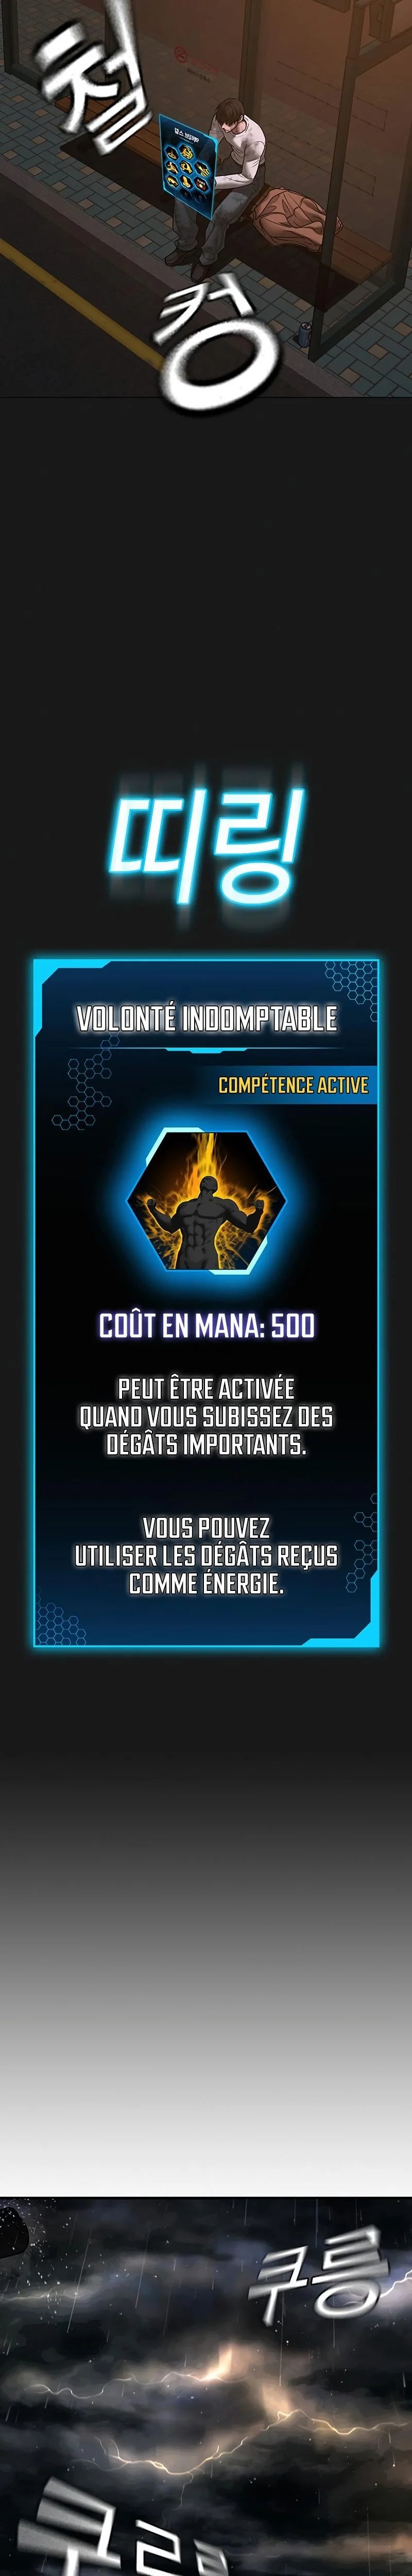 철
컹
띠링
VOLONTÉ INDOMPTABLE
COMPÉTENCE ACTIVE
COÛT EN MANA: 500
PEUT ÊTRE ACTIVÉE
QUAND VOUS SUBISSEZ DES
DÉGÂTS IMPORTANTS.
VOUS POUVEZ
UTILISER LES DÉGÂTS REÇUS
COMME ÉNERGIE.
구릉